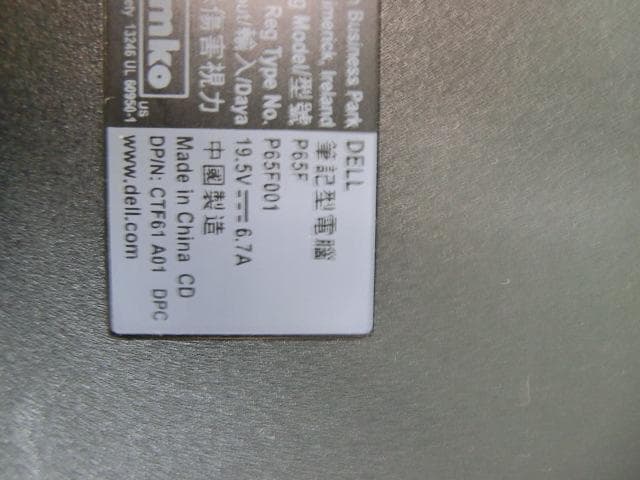 Business Park DELL
Ireland 筆記型電腦
Model/型號 P65F
Reg Type No. P65F001
/輸入/Daya 19.5V⎓6.7A
害視力 中國製造
mko Made in China CD
US DP/N: CTF61 A01 DPC
13246 UL 60950-1 www.dell.com